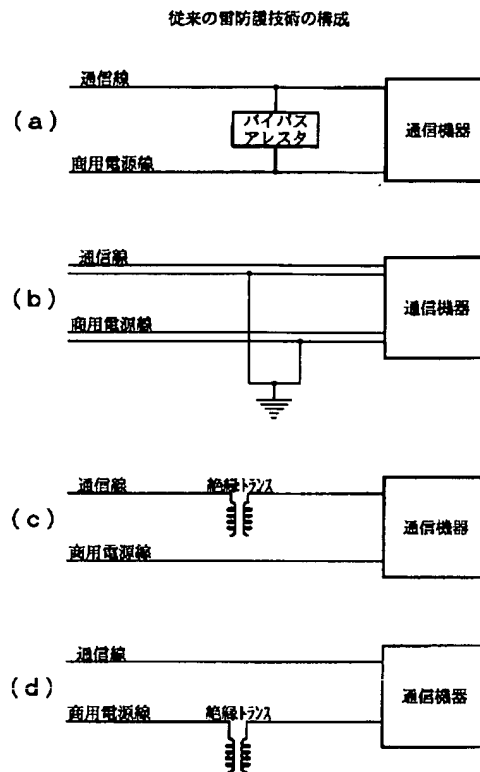 従来の雷防護技術の構成
通信線
(a)
バイパス
アレスタ
通信機器
商用電源線
通信線
(b)
通信機器
商用電源線
通信線
絶縁トランス
(c)
通信機器
商用電源線
通信線
(d)
通信機器
商用電源線
絶縁トランス